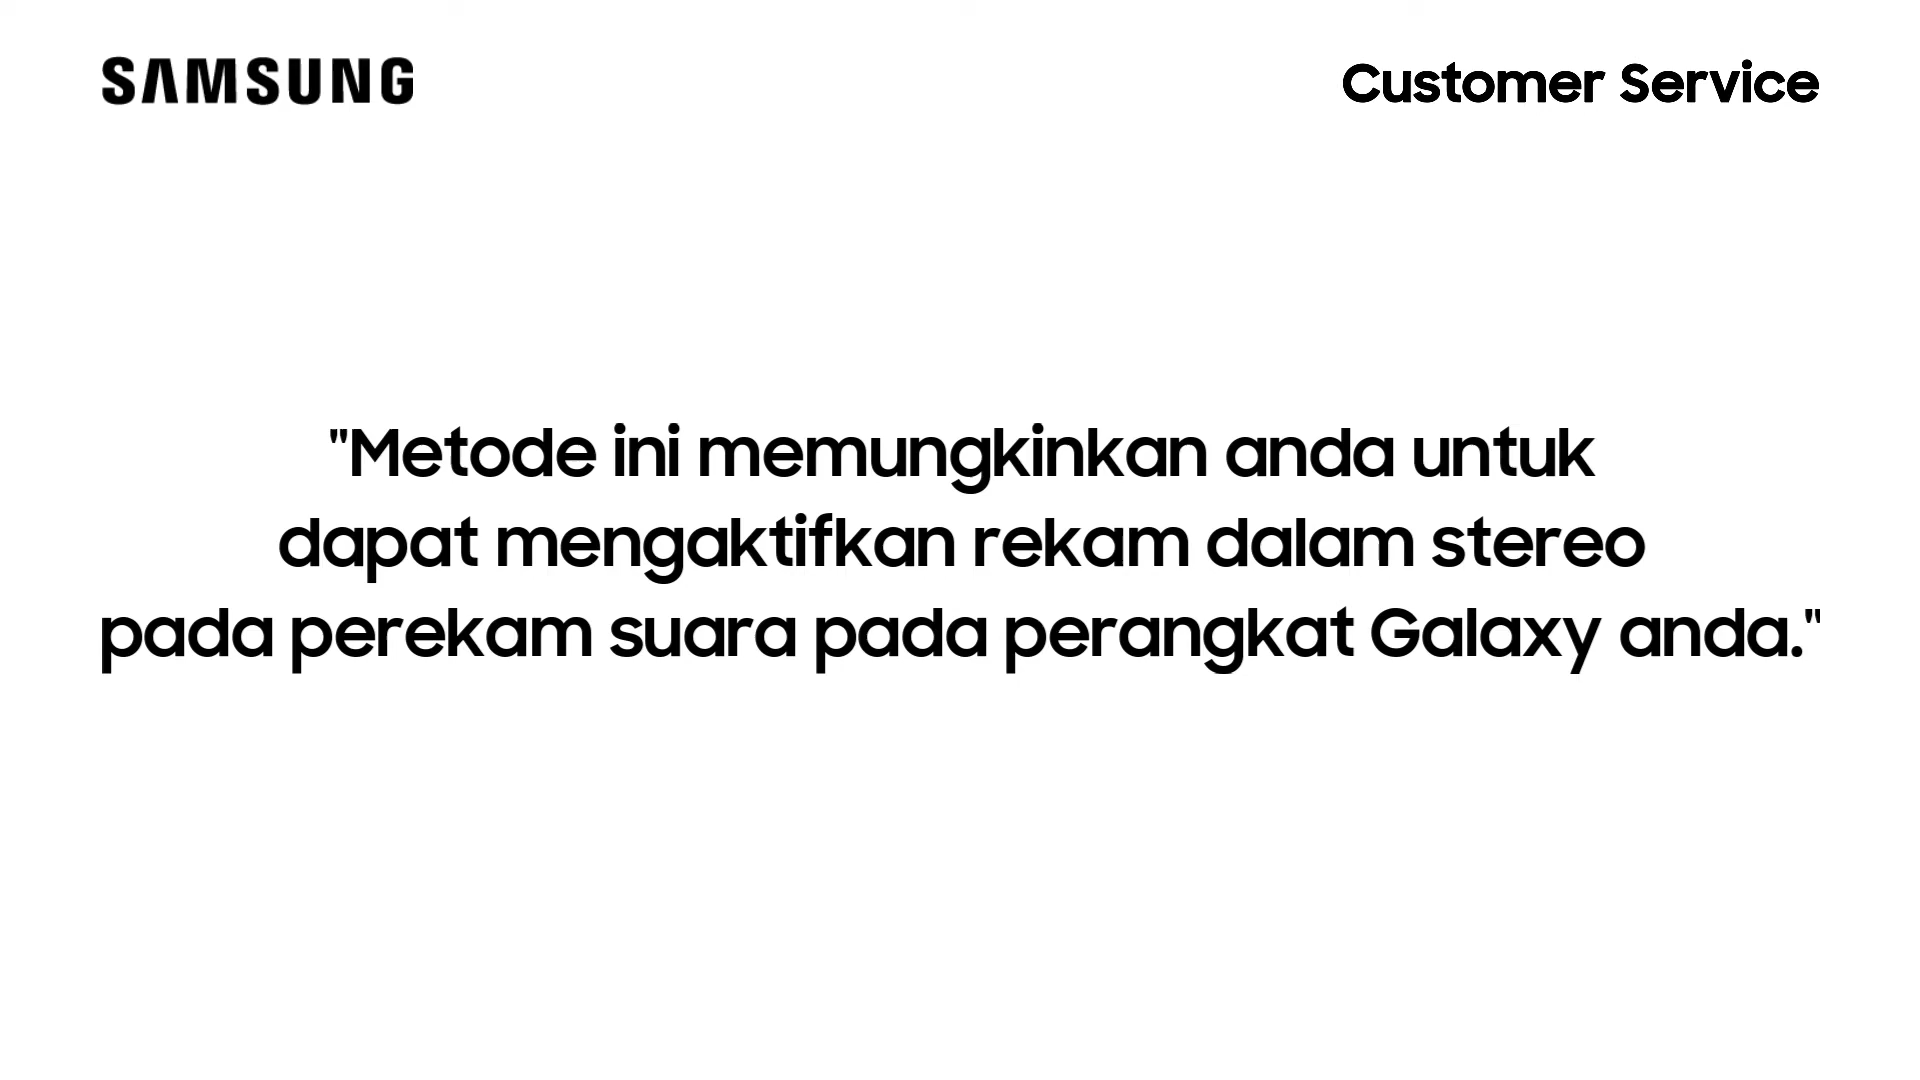 SAMSUNG
Customer Service
"Metode ini memungkinkan anda untuk
dapat mengaktifkan rekam dalam stereo
pada perekam suara pada perangkat Galaxy anda."